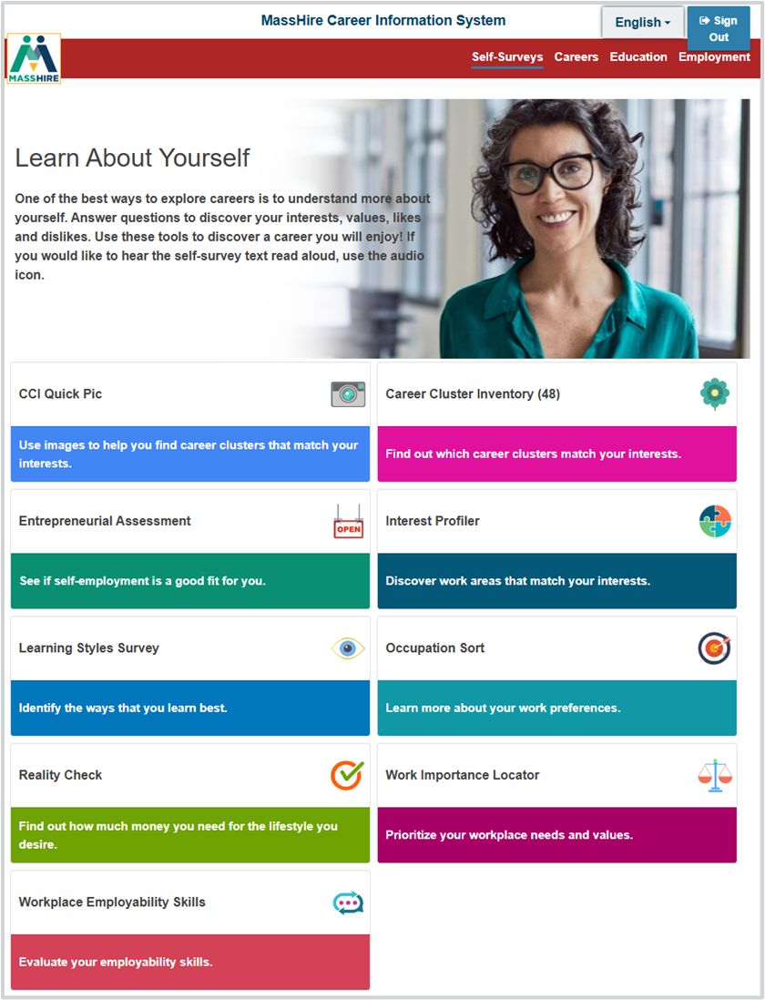 MassHire Career Information System
English
Sign
Out
MASSHIRE
Self-Surveys Careers Education Employment
Learn About Yourself
One of the best ways to explore careers is to understand more about
yourself. Answer questions to discover your interests, values, likes
and dislikes. Use these tools to discover a career you will enjoy! If
you would like to hear the self-survey text read aloud, use the audio
icon.
CCI Quick Pic
Use images to help you find career clusters that match your
interests.
Career Cluster Inventory (48)
Find out which career clusters match your interests.
Entrepreneurial Assessment
OPEN
See if self-employment is a good fit for you.
Interest Profiler
Discover work areas that match your interests.
Learning Styles Survey
Identify the ways that you learn best.
Occupation Sort
Learn more about your work preferences.
Reality Check
Find out how much money you need for the lifestyle you
desire.
Work Importance Locator
Prioritize your workplace needs and values.
Workplace Employability Skills
Evaluate your employability skills.